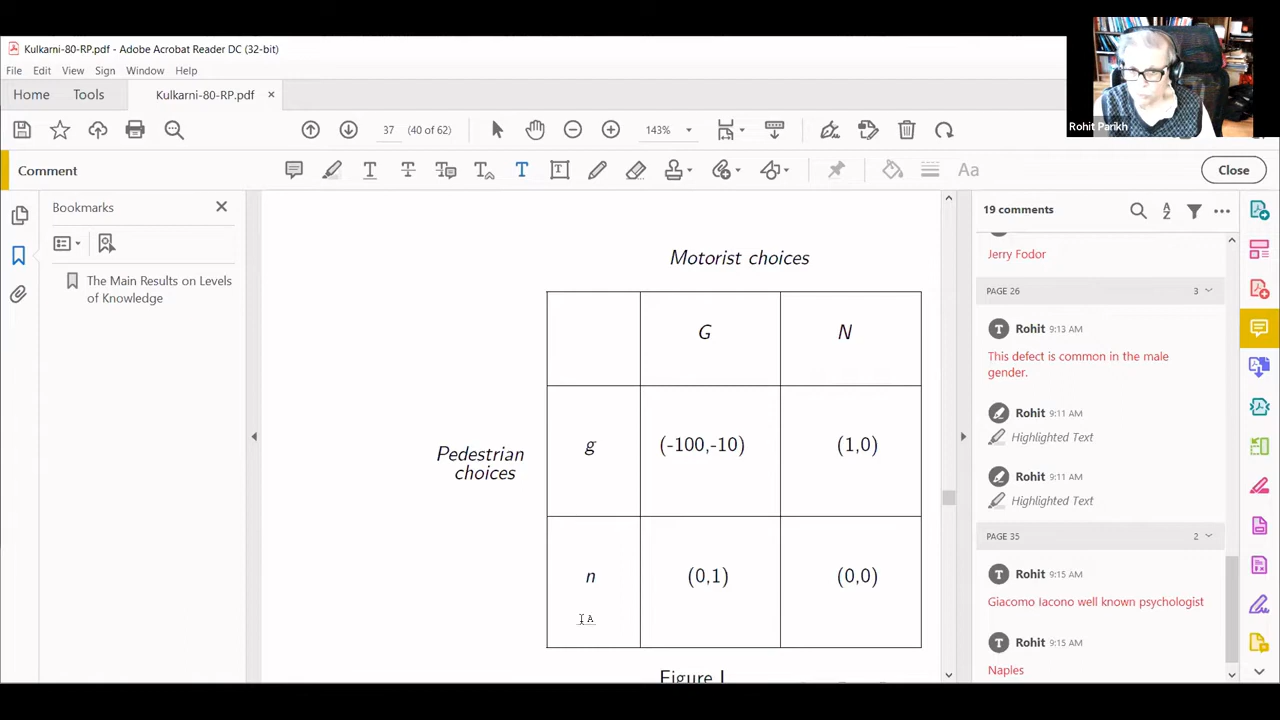 Kulkarni-80-RP.pdf - Adobe Acrobat Reader DC (32-bit)
File Edit View Sign Window Help
Home Tools Kulkarni-80-RP.pdf ×
37 (40 of 62) 143%
Comment
Close
Bookmarks
The Main Results on Levels
of Knowledge
Motorist choices
G N
g (-100,-10) (1,0)
Pedestrian
choices
n (0,1) (0,0)
Figure I
19 comments
Jerry Fodor
PAGE 26 3
Rohit 9:13 AM
This defect is common in the male
gender.
Rohit 9:11 AM
Highlighted Text
Rohit 9:11 AM
Highlighted Text
PAGE 35 2
Rohit 9:15 AM
Giacomo Iacono well known psychologist
Rohit 9:15 AM
Naples
Rohit Parikh